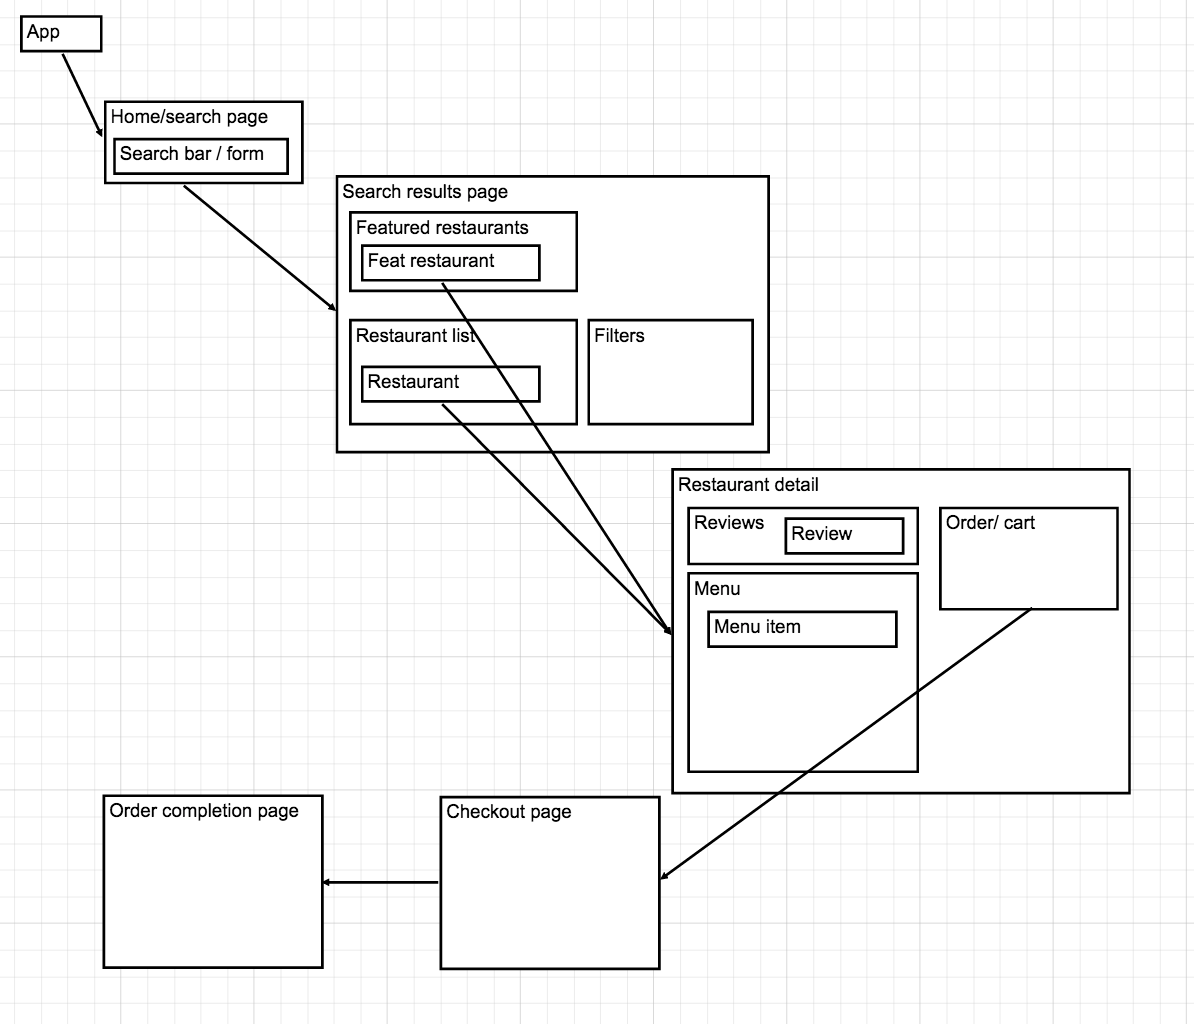 App
Home/search page
Search bar / form
Search results page
Featured restaurants
Feat restaurant
Restaurant list
Restaurant
Filters
Restaurant detail
Reviews
Review
Order/ cart
Menu
Menu item
Order completion page
Checkout page